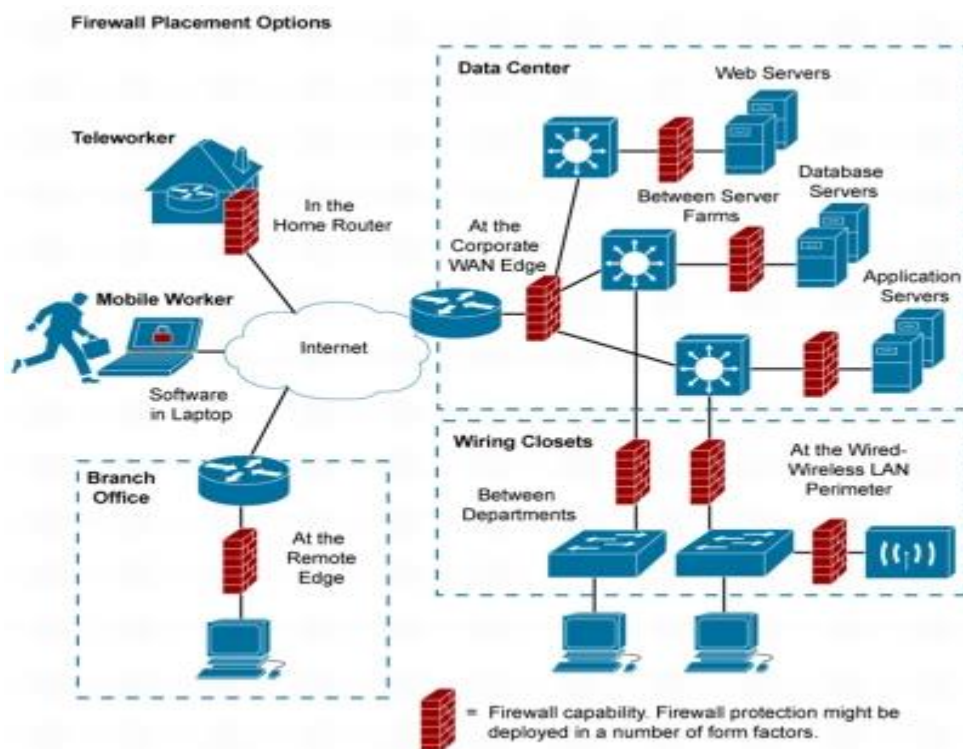 Firewall Placement Options
Data Center
Web Servers
Teleworker
In the
Home Router
Between Server
Farms
Database
Servers
At the
Corporate
WAN Edge
Application
Servers
Mobile Worker
Internet
Software
in Laptop
Wiring Closets
At the Wired-
Wireless LAN
Perimeter
Between
Departments
Branch
Office
At the
Remote
Edge
= Firewall capability. Firewall protection might be
deployed in a number of form factors.